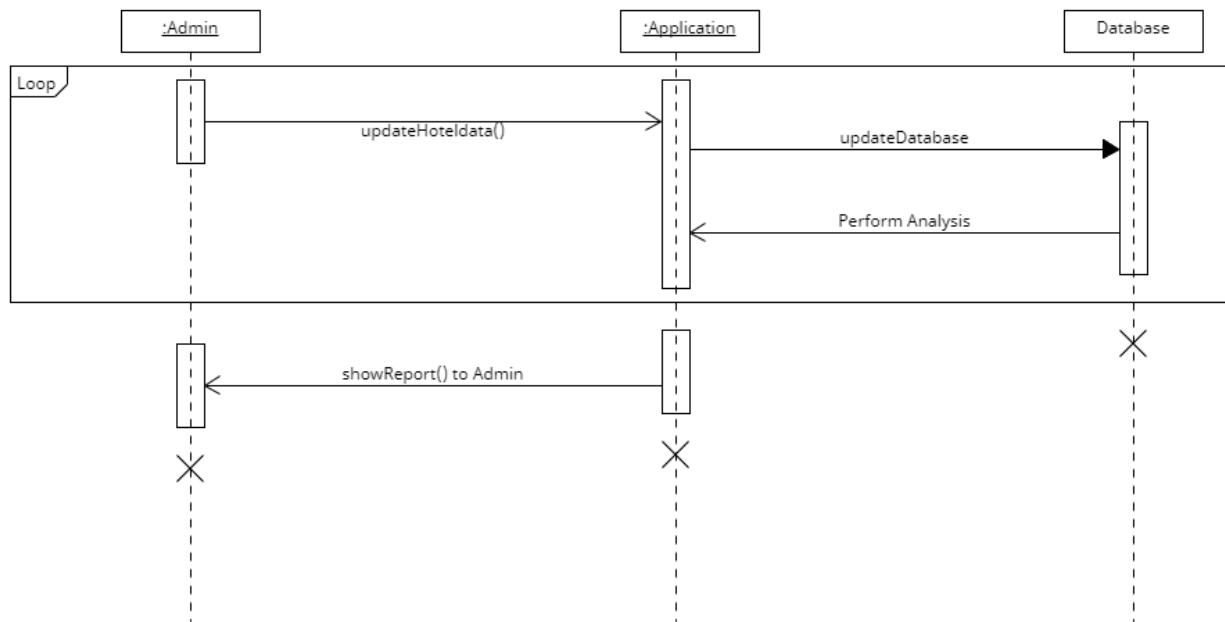 :Admin
:Application
Database
Loop
updateHoteldata()
updateDatabase
Perform Analysis
showReport() to Admin